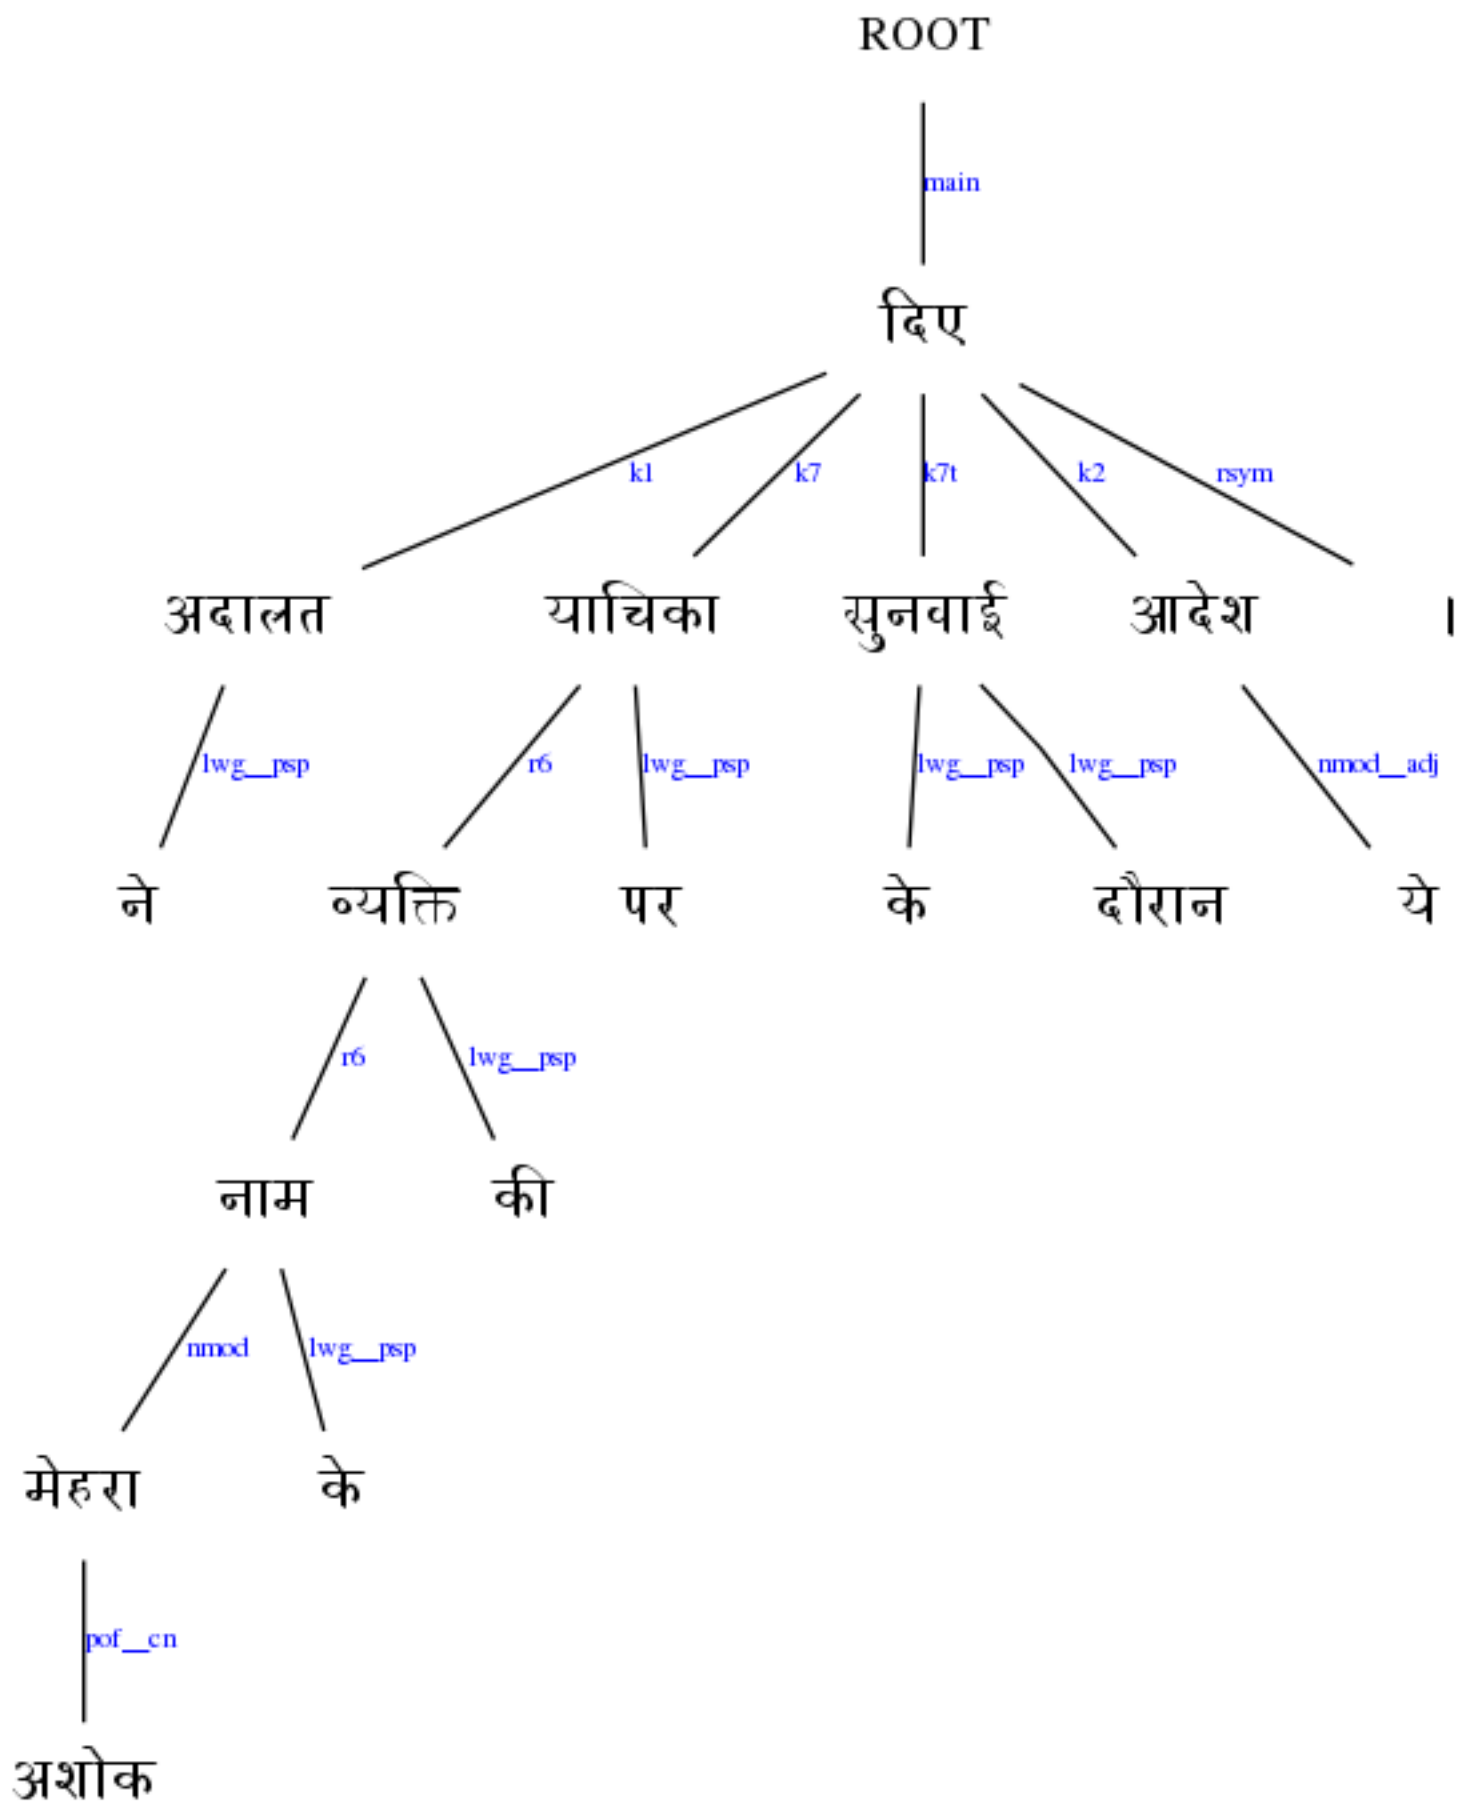 ROOT
main
दिए
k1 k7 k7t k2 rsym
अदालत याचिका सुनवाई आदेश ।
lwg__psp r6 lwg__psp lwg__psp lwg__psp nmod__adj
ने व्यक्ति पर के दौरान ये
r6 lwg__psp
नाम की
nmod lwg__psp
मेहरा के
pof__cn
अशोक